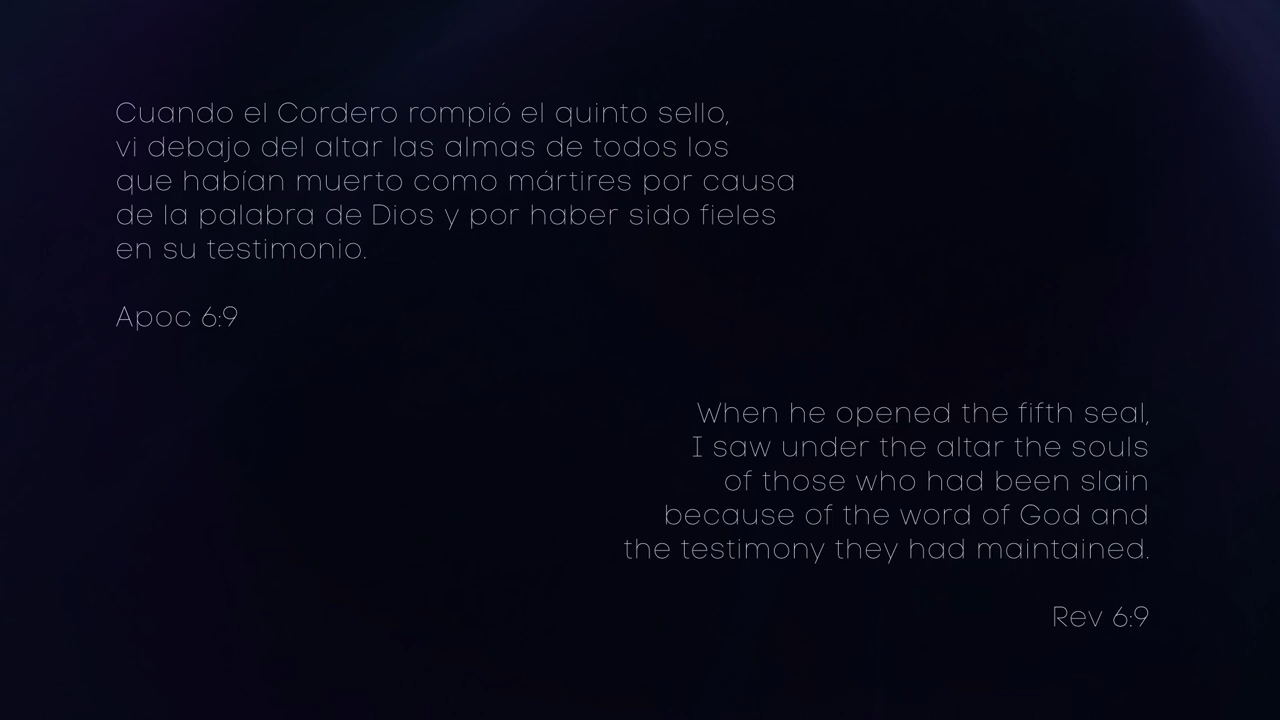 Cuando el Cordero rompió el quinto sello,
vi debajo del altar las almas de todos los
que habían muerto como mártires por causa
de la palabra de Dios y por haber sido fieles
en su testimonio.
Apoc 6:9
When he opened the fifth seal,
I saw under the altar the souls
of those who had been slain
because of the word of God and
the testimony they had maintained.
Rev 6:9